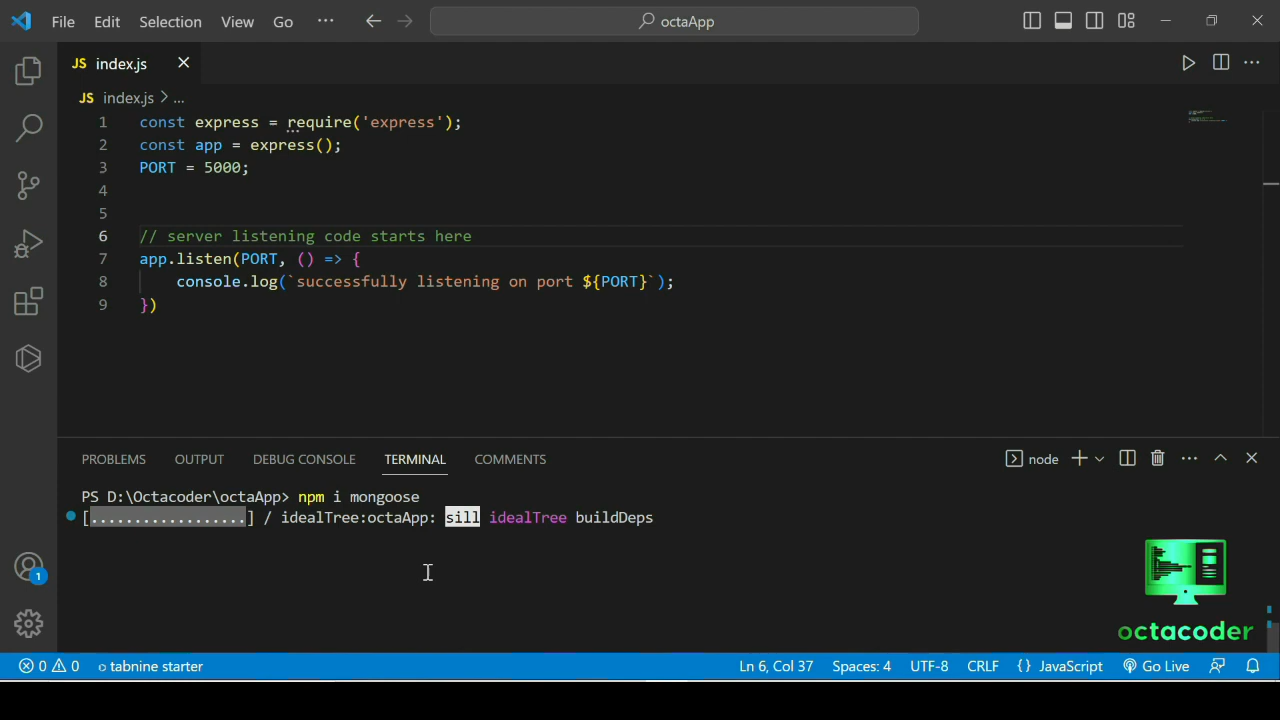 File Edit Selection View Go ··· octaApp
JS index.js
JS index.js > ...
1 const express = require('express');
2 const app = express();
3 PORT = 5000;
4
5
6 // server listening code starts here
7 app.listen(PORT, () => {
8 console.log(`successfully listening on port ${PORT}`);
9 })
PROBLEMS OUTPUT DEBUG CONSOLE TERMINAL COMMENTS node
PS D:\Octacoder\octaApp> npm i mongoose
[..................] / idealTree:octaApp: sill idealTree buildDeps
1
octacoder
0 0 tabnine starter Ln 6, Col 37 Spaces: 4 UTF-8 CRLF {} JavaScript Go Live